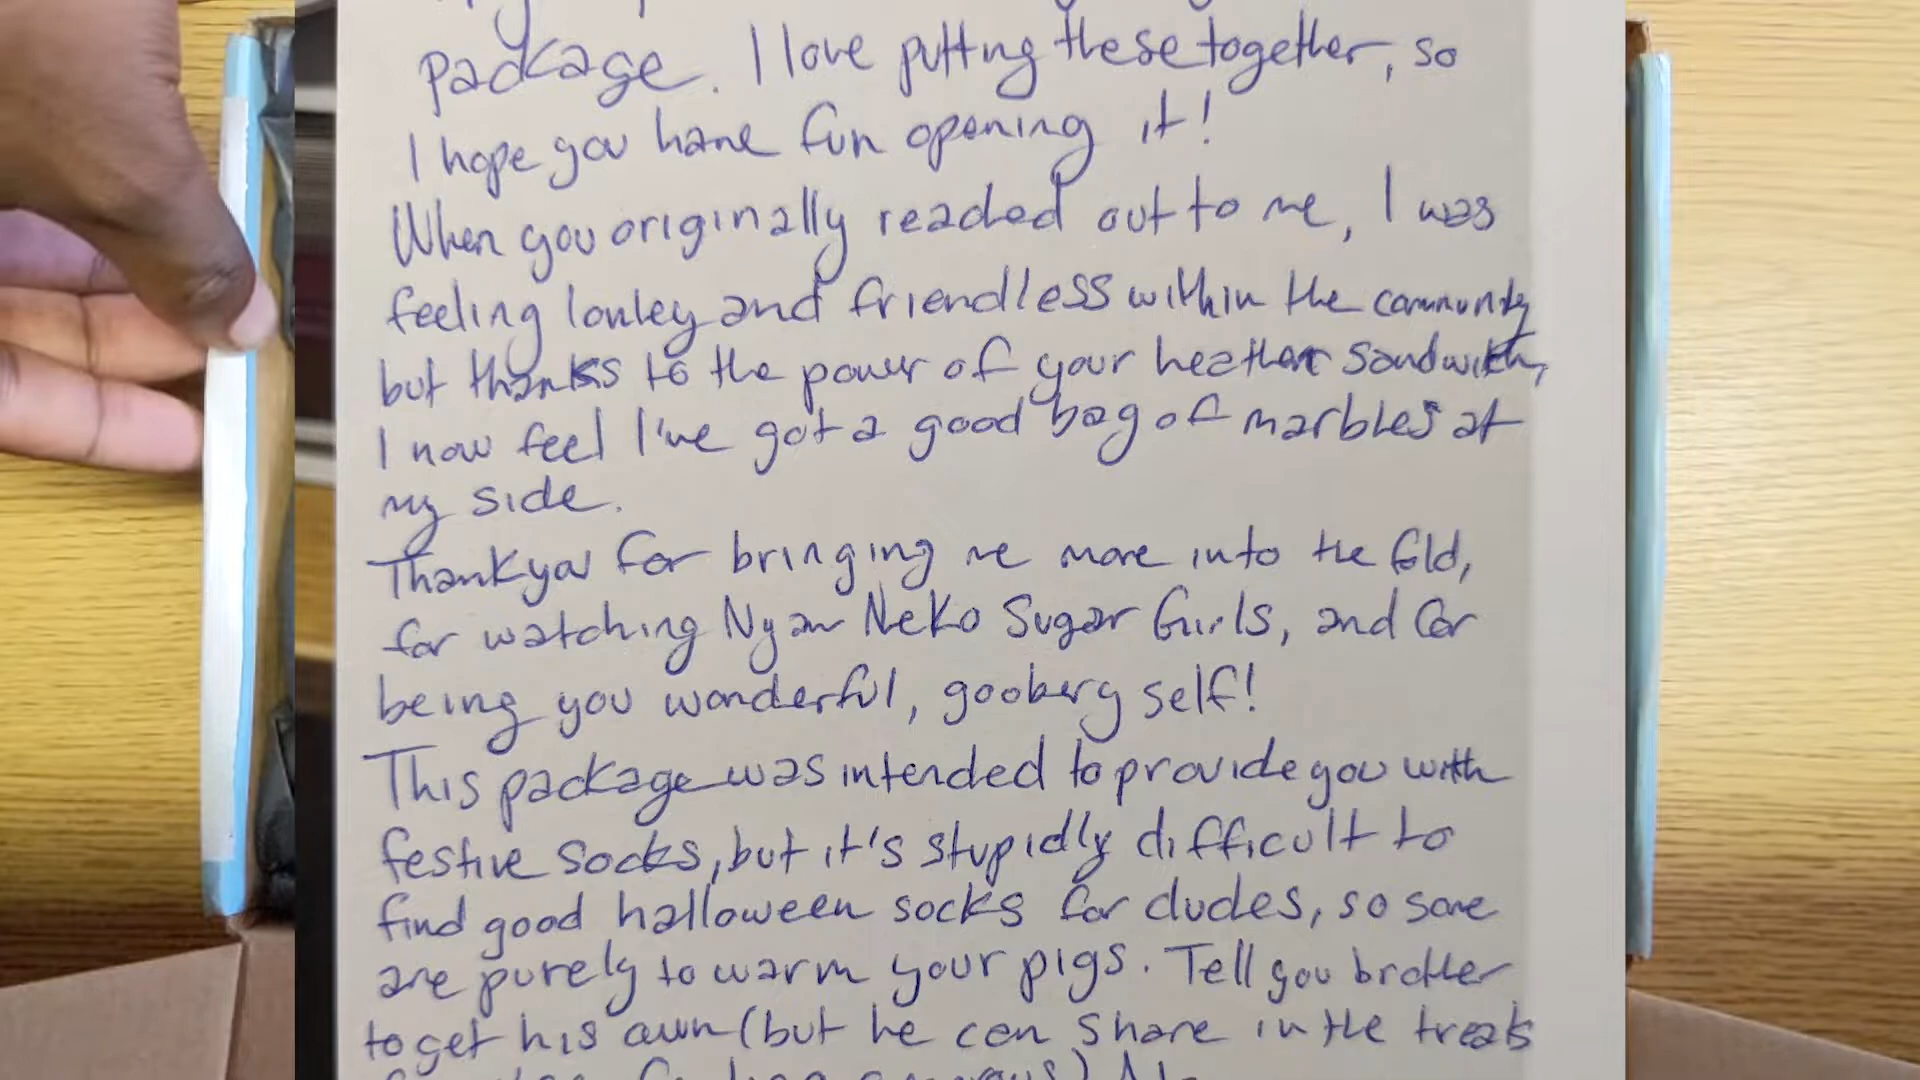 package. I love putting these together, so
I hope you have fun opening it!
When you originally reached out to me, I was
feeling lonley and friendless within the community
but thanks to the power of your heather sandwich,
I now feel I've got a good bag of marbles at
my side.
Thankyou for bringing me more into the fold,
for watching Nyan Neko Sugar Girls, and for
being you wonderful, goobery self!
This package was intended to provide you with
festive socks, but it's stupidly difficult to
find good halloween socks for dudes, so some
are purely to warm your pigs. Tell you brother
to get his own (but he can share in the treats